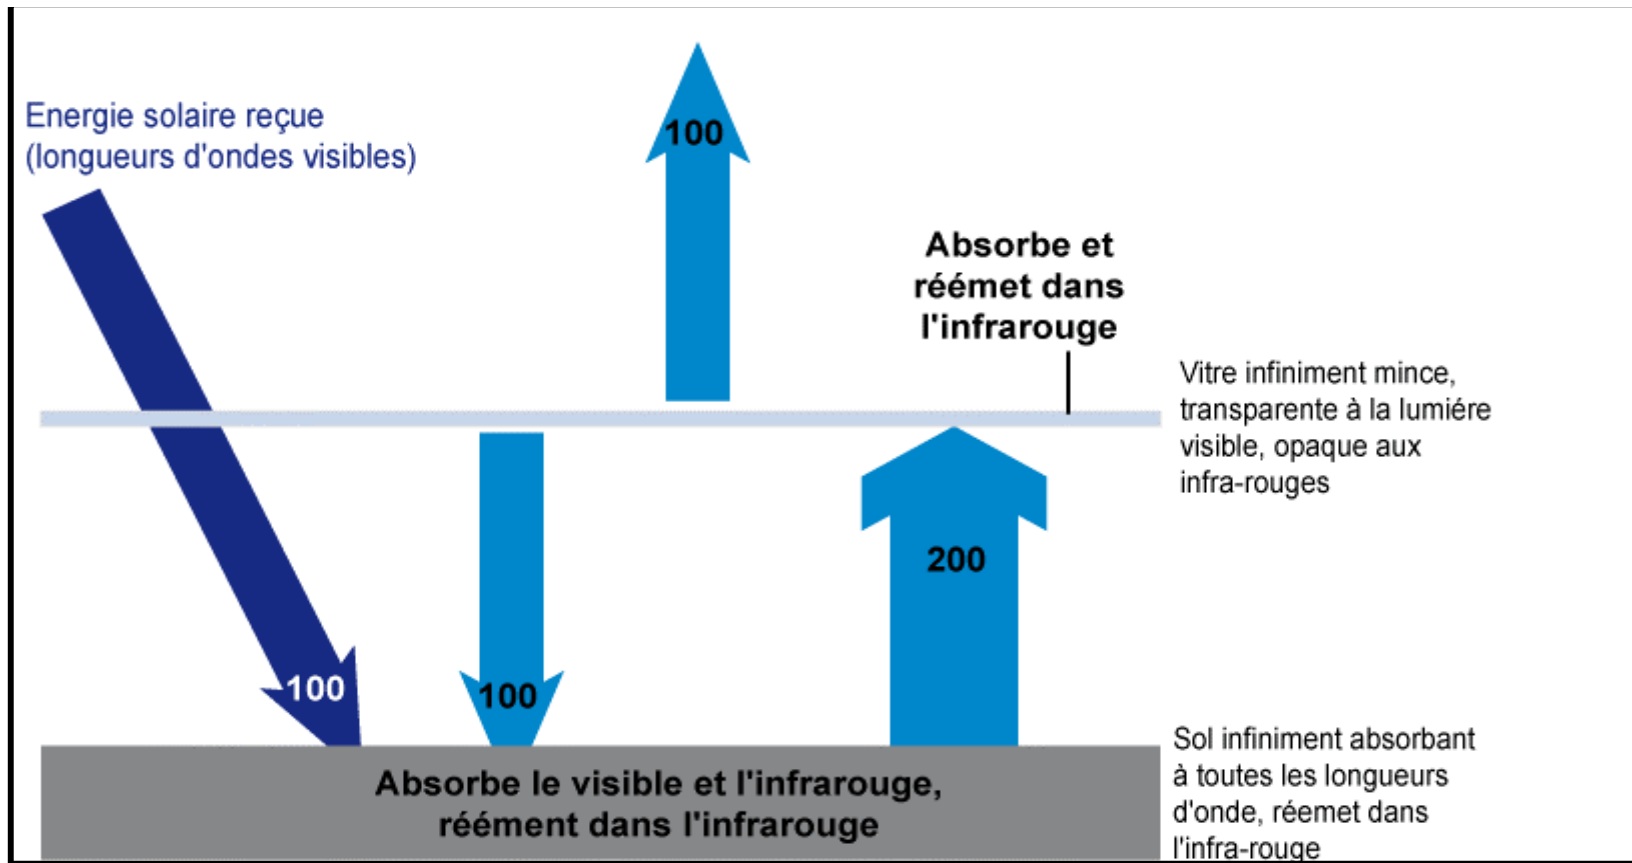 Energie solaire reçue
(longueurs d'ondes visibles)
100
Absorbe et
réémet dans
l'infrarouge
Vitre infiniment mince,
transparente à la lumiére
visible, opaque aux
infra-rouges
200
100
100
Sol infiniment absorbant
à toutes les longueurs
d'onde, réemet dans
l'infra-rouge
Absorbe le visible et l'infrarouge,
réément dans l'infrarouge